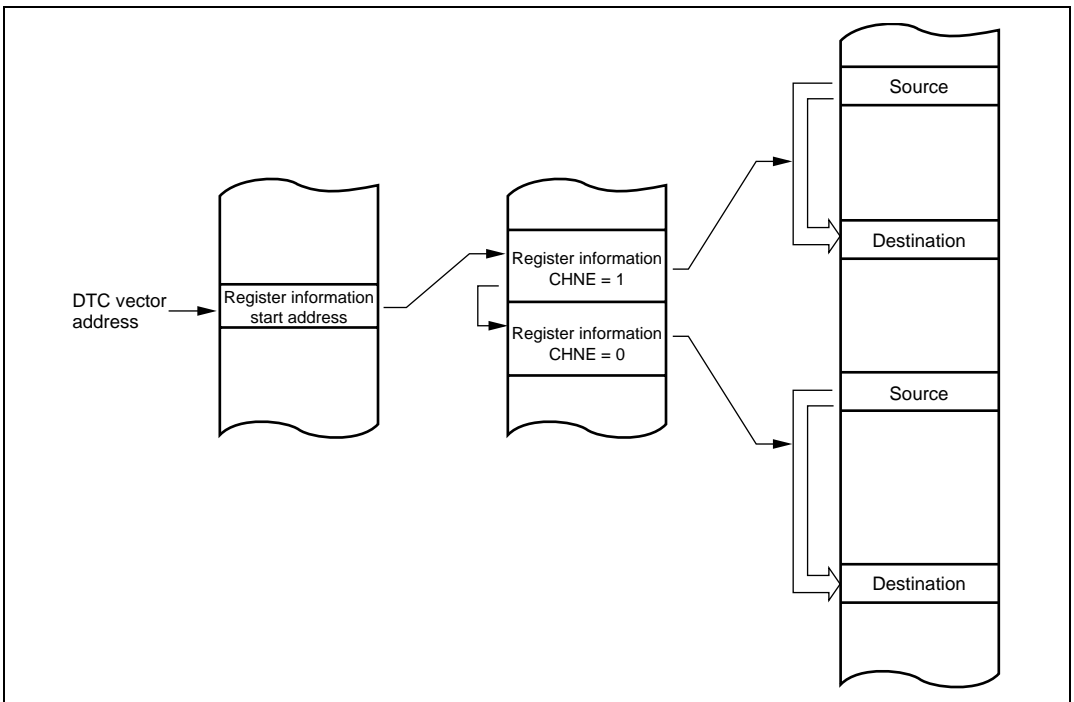 DTC vector
address
Register information
start address
Register information
CHNE = 1
Register information
CHNE = 0
Source
Destination
Source
Destination